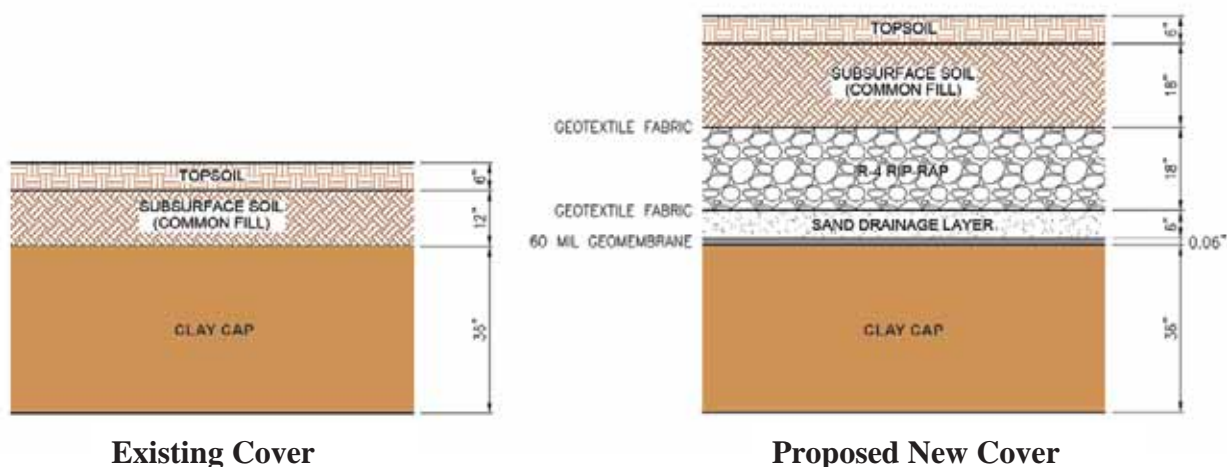 TOPSOIL
6"
SUBSURFACE SOIL
(COMMON FILL)
12"
CLAY CAP
36"
Existing Cover
TOPSOIL
6"
SUBSURFACE SOIL
(COMMON FILL)
18"
GEOTEXTILE FABRIC
R-4 RIP-RAP
18"
GEOTEXTILE FABRIC
SAND DRAINAGE LAYER
6"
60 MIL GEOMEMBRANE
0.06"
CLAY CAP
36"
Proposed New Cover